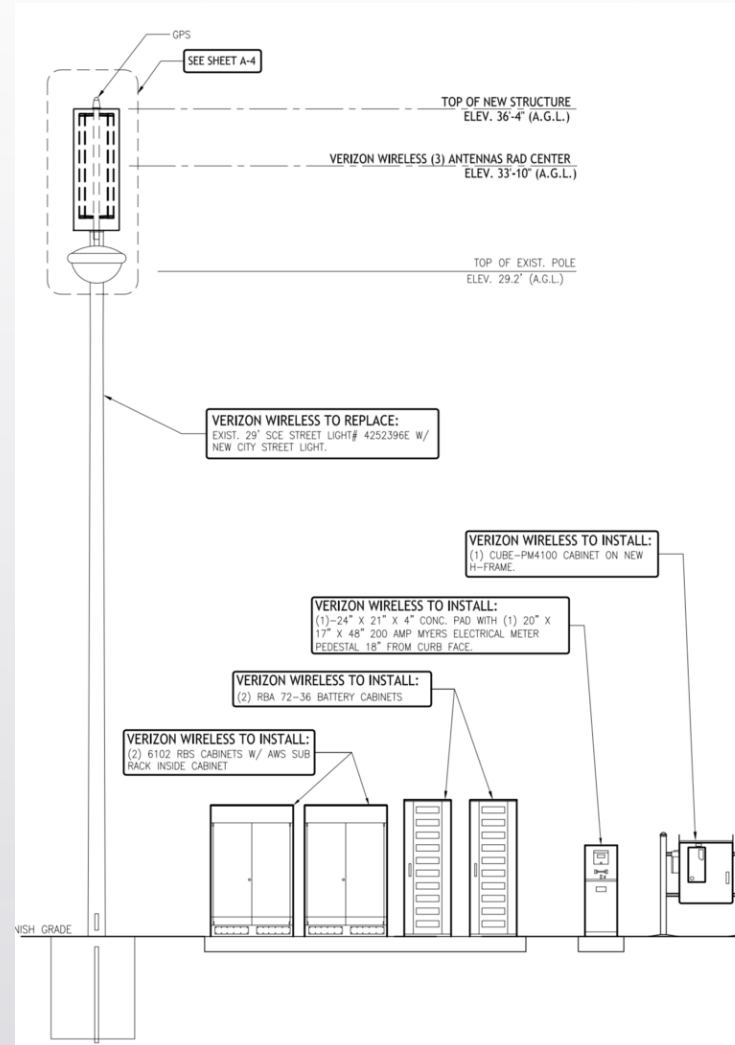 GPS
SEE SHEET A-4
TOP OF NEW STRUCTURE
ELEV. 36'-4" (A.G.L.)
VERIZON WIRELESS (3) ANTENNAS RAD CENTER
ELEV. 33'-10" (A.G.L.)
TOP OF EXIST. POLE
ELEV. 29.2' (A.G.L.)
VERIZON WIRELESS TO REPLACE:
EXIST. 29' SCE STREET LIGHT# 4252396E W/
NEW CITY STREET LIGHT.
VERIZON WIRELESS TO INSTALL:
(1) CUBE-PM4100 CABINET ON NEW
H-FRAME.
VERIZON WIRELESS TO INSTALL:
(1)-24" X 21" X 4" CONC. PAD WITH (1) 20" X
17" X 48" 200 AMP MYERS ELECTRICAL METER
PEDESTAL 18" FROM CURB FACE.
VERIZON WIRELESS TO INSTALL:
(2) RBA 72-36 BATTERY CABINETS
VERIZON WIRELESS TO INSTALL:
(2) 6102 RBS CABINETS W/ AWS SUB
RACK INSIDE CABINET
NISH GRADE